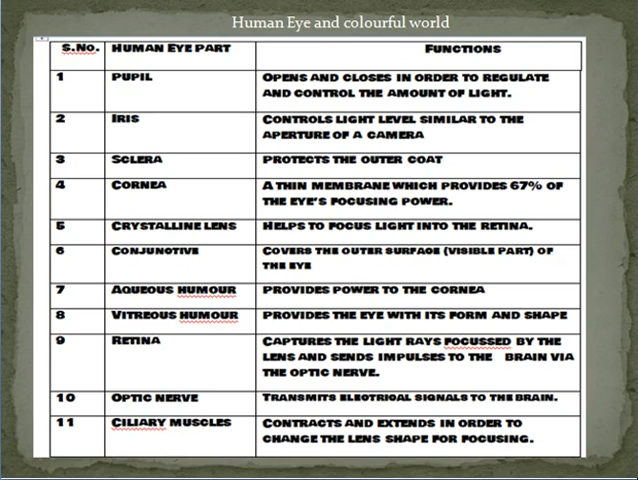 Human Eye and colourful world
S.No. Human Eye Part Functions
1 Pupil Opens and closes in order to regulate
and control the amount of light.
2 Iris Controls light level similar to the
aperture of a camera
3 Sclera protects the outer coat
4 Cornea A thin membrane which provides 67% of
the eye's focusing power.
5 Crystalline lens Helps to focus light into the retina.
6 Conjunctive Covers the outer surface (visible part) of
the eye
7 Aqueous humour provides power to the cornea
8 Vitreous humour provides the eye with its form and shape
9 Retina captures the light rays focussed by the
lens and sends impulses to the brain via
the optic nerve.
10 Optic nerve Transmits electrical signals to the brain.
11 Ciliary muscles contracts and extends in order to
change the lens shape for focusing.